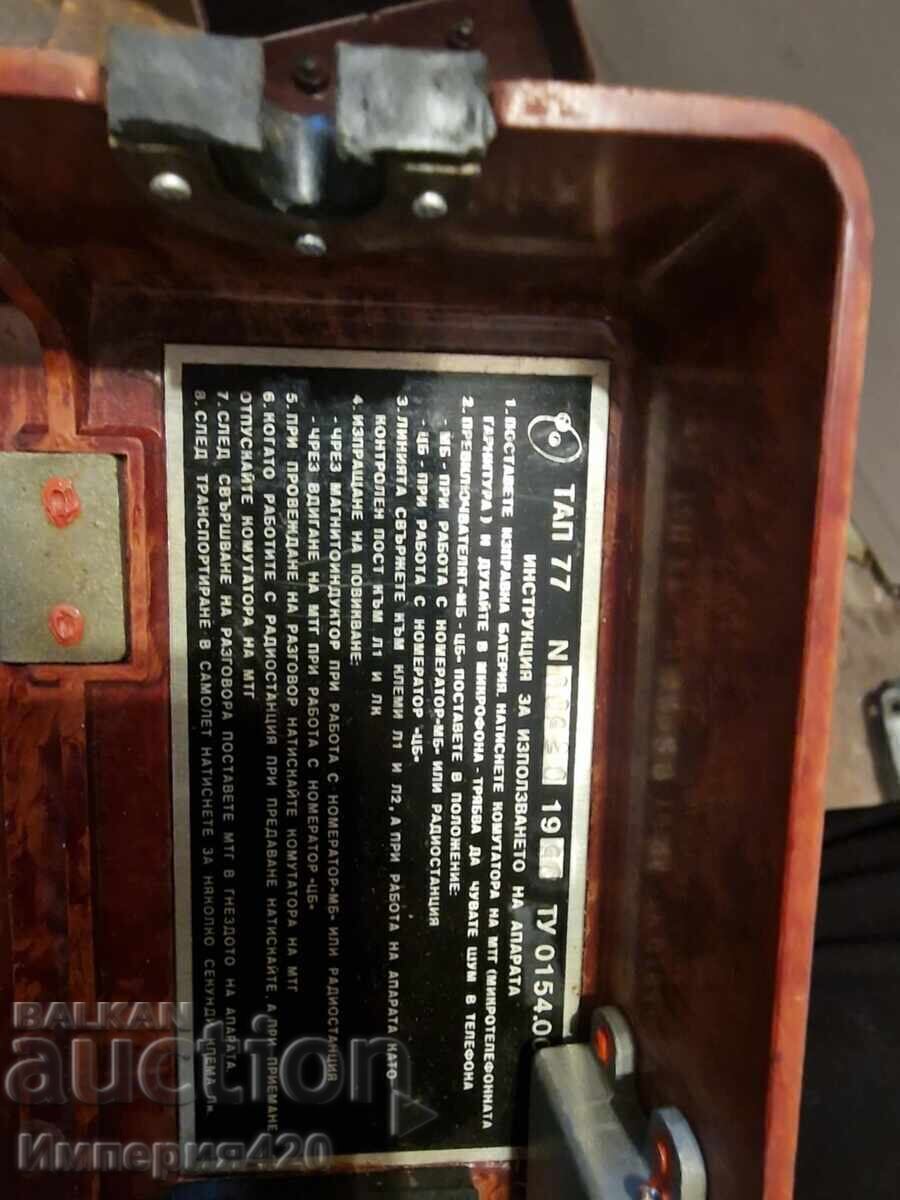 ТАП 77 N 19 ТУ 0154.0
ИНСТРУКЦИЯ ЗА ИЗПОЛЗВАНЕТО НА АПАРАТА
1. ПОСТАВЕТЕ ИЗПРАВНА БАТЕРИЯ. НАТИСНЕТЕ КОМУТАТОРА НА МТГ (МИКРОТЕЛЕФОННАТА
ГАРНИТУРА) И ДУХАЙТЕ В МИКРОФОНА - ТРЯБВА ДА ЧУВАТЕ ШУМ В ТЕЛЕФОНА
2. ПРЕВКЛЮЧВАТЕЛЯТ "МБ - ЦБ" ПОСТАВЕТЕ В ПОЛОЖЕНИЕ:
- МБ - ПРИ РАБОТА С НОМЕРАТОР "МБ" ИЛИ РАДИОСТАНЦИЯ
- ЦБ - ПРИ РАБОТА С НОМЕРАТОР "ЦБ"
3. ЛИНИЯТА СВЪРЖЕТЕ КЪМ КЛЕМИ Л1 И Л2, А ПРИ РАБОТА НА АПАРАТА КАТО
КОНТРОЛЕН ПОСТ КЪМ Л1 И ЛК
4. ИЗПРАЩАНЕ НА ПОВИКВАНЕ:
- ЧРЕЗ МАГНИТОИНДУКТОР ПРИ РАБОТА С НОМЕРАТОР "МБ" ИЛИ РАДИОСТАНЦИЯ
- ЧРЕЗ ВДИГАНЕ НА МТГ ПРИ РАБОТА С НОМЕРАТОР "ЦБ"
5. ПРИ ПРОВЕЖДАНЕ НА РАЗГОВОР НАТИСКАЙТЕ КОМУТАТОРА НА МТГ
6. КОГАТО РАБОТИТЕ С РАДИОСТАНЦИЯ ПРИ ПРЕДАВАНЕ НАТИСКАЙТЕ, А ПРИ ПРИЕМАНЕ
ОТПУСКАЙТЕ КОМУТАТОРА НА МТГ
7. СЛЕД СВЪРШВАНЕ НА РАЗГОВОРА ПОСТАВЕТЕ МТГ В ГНЕЗДОТО НА АПАРАТА
8. СЛЕД ТРАНСПОРТИРАНЕ В САМОЛЕТ НАТИСНЕТЕ ЗА НЯКОЛКО СЕКУНДИ КЛЕМА "Л"
BALKAN
auction
Империя420